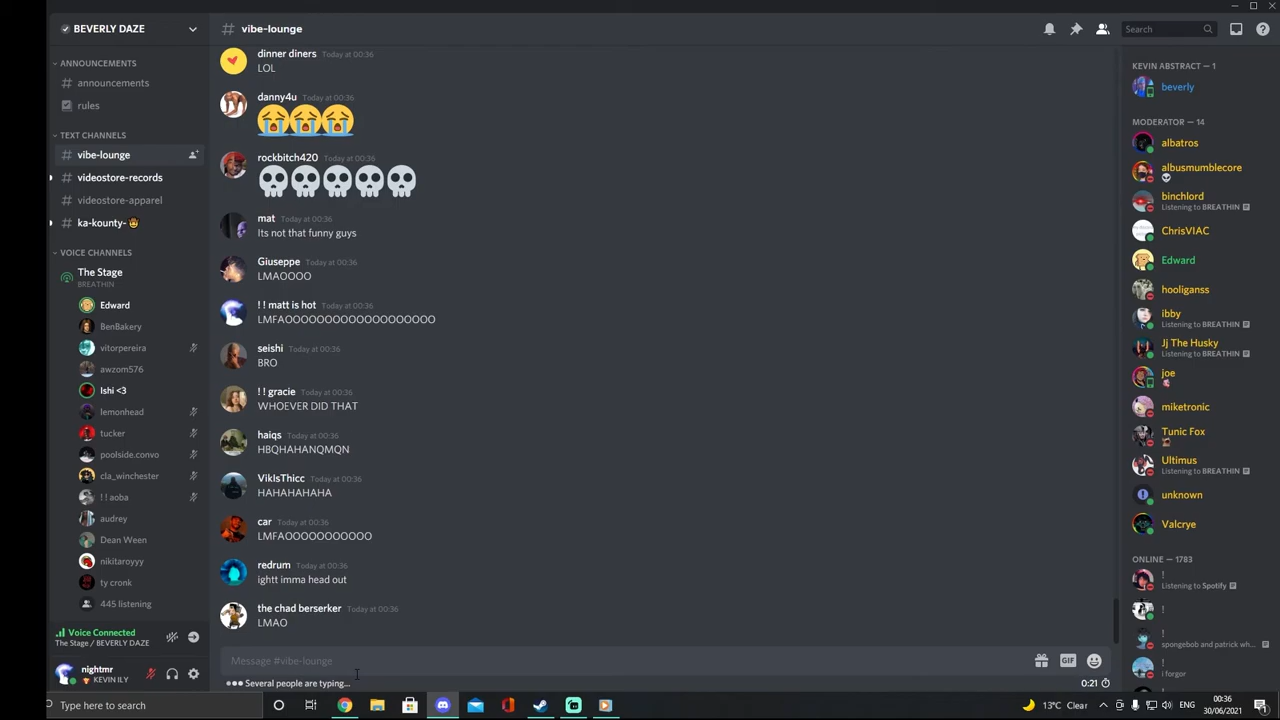 BEVERLY DAZE
ANNOUNCEMENTS
announcements
rules
TEXT CHANNELS
vibe-lounge
videostore-records
videostore-apparel
ka-kounty-🤠
VOICE CHANNELS
The Stage
BREATHIN
Edward
BenBakery
vitorpereira
awzom576
Ishi <3
lemonhead
tucker
poolside.convo
cla_winchester
! ! aoba
audrey
Dean Ween
nikitaroyyy
ty cronk
445 listening
Voice Connected
The Stage / BEVERLY DAZE
nightmr
KEVIN ILY
# vibe-lounge
Search
dinner diners Today at 00:36
LOL
danny4u Today at 00:36
😭😭😭
rockbitch420 Today at 00:36
💀💀💀💀💀
mat Today at 00:36
Its not that funny guys
Giuseppe Today at 00:36
LMAOOOO
! ! matt is hot Today at 00:36
LMFAOOOOOOOOOOOOOOOOOOO
seishi Today at 00:36
BRO
! ! gracie Today at 00:36
WHOEVER DID THAT
haiqs Today at 00:36
HBQHAHANQMQN
VikIsThicc Today at 00:36
HAHAHAHAHA
car Today at 00:36
LMFAOOOOOOOOOOO
redrum Today at 00:36
ightt imma head out
the chad berserker Today at 00:36
LMAO
Message #vibe-lounge
GIF
Several people are typing...
0:21
KEVIN ABSTRACT — 1
beverly
MODERATOR — 14
albatros
albusmumblecore
binchlord
Listening to BREATHIN
ChrisVIAC
Edward
hooliganss
ibby
Listening to BREATHIN
Jj The Husky
Listening to BREATHIN
joe
miketronic
Tunic Fox
Ultimus
Listening to BREATHIN
unknown
Valcrye
ONLINE — 1783
!
Listening to Spotify
!
!
spongebob and patrick wh...
!
i forgor
!
Type here to search
13°C Clear
ENG
00:36
30/06/2021